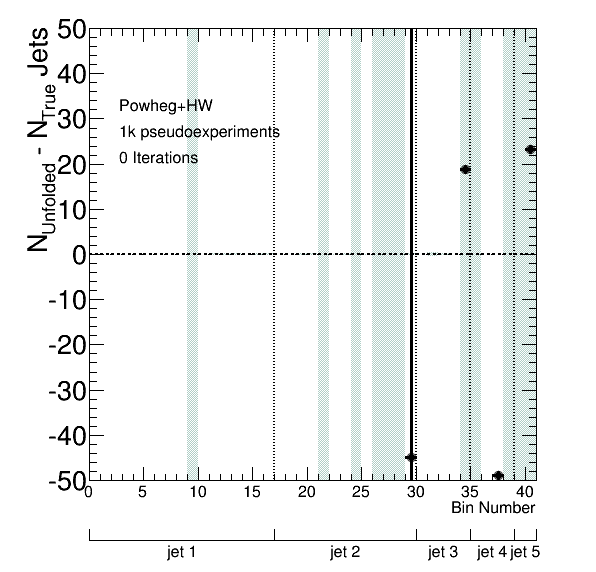 N_Unfolded - N_True Jets
50
40
30
20
10
0
-10
-20
-30
-40
-50
Powheg+HW
1k pseudoexperiments
0 Iterations
0 5 10 15 20 25 30 35 40
Bin Number
jet 1 jet 2 jet 3 jet 4 jet 5